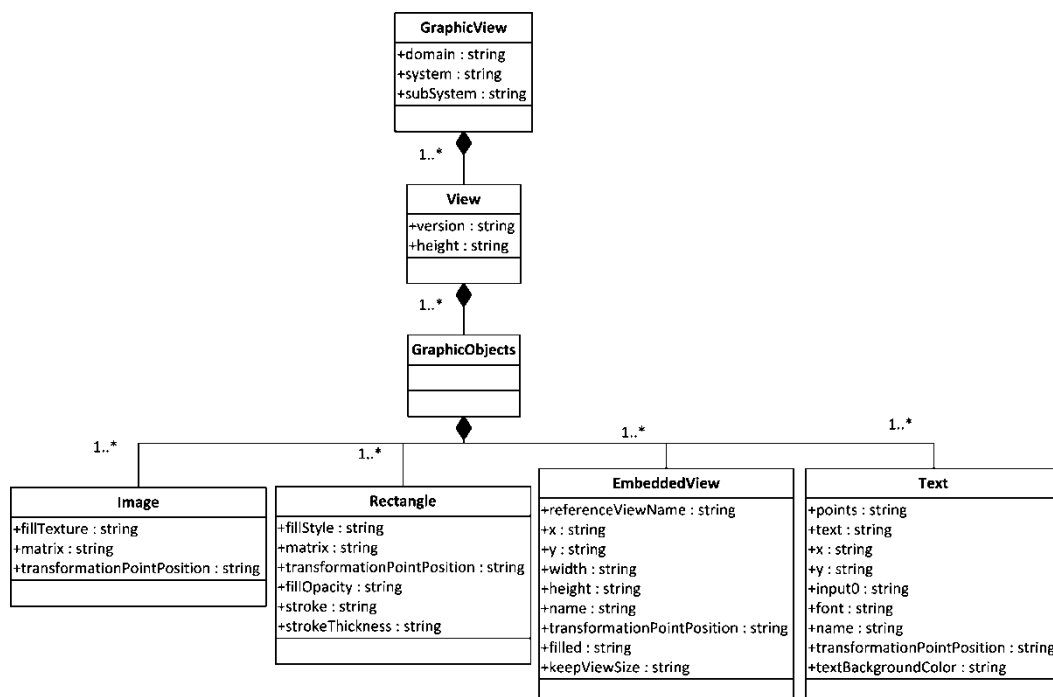 GraphicView
+domain : string
+system : string
+subSystem : string
1..*
View
+version : string
+height : string
1..*
GraphicObjects
1..*
1..*
1..*
1..*
Image
+fillTexture : string
+matrix : string
+transformationPointPosition : string
Rectangle
+fillStyle : string
+matrix : string
+transformationPointPosition : string
+fillOpacity : string
+stroke : string
+strokeThickness : string
EmbeddedView
+referenceViewName : string
+x : string
+y : string
+width : string
+height : string
+name : string
+transformationPointPosition : string
+filled : string
+keepViewSize : string
Text
+points : string
+text : string
+x : string
+y : string
+input0 : string
+font : string
+name : string
+transformationPointPosition : string
+textBackgroundColor : string